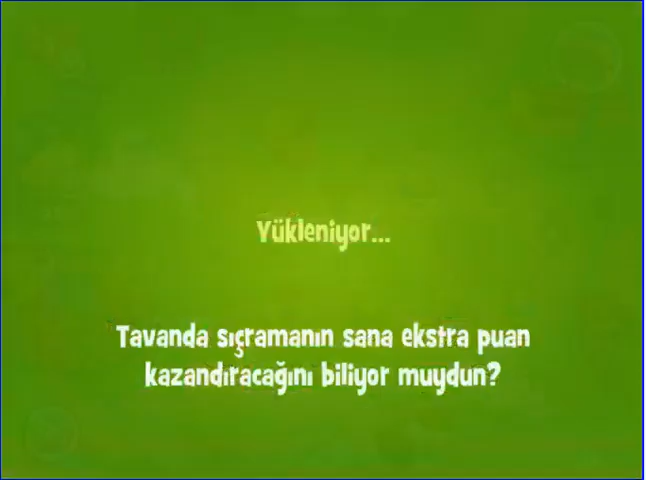 Yükleniyor...
Tavanda sıçramanın sana ekstra puan
kazandıracağını biliyor muydun?